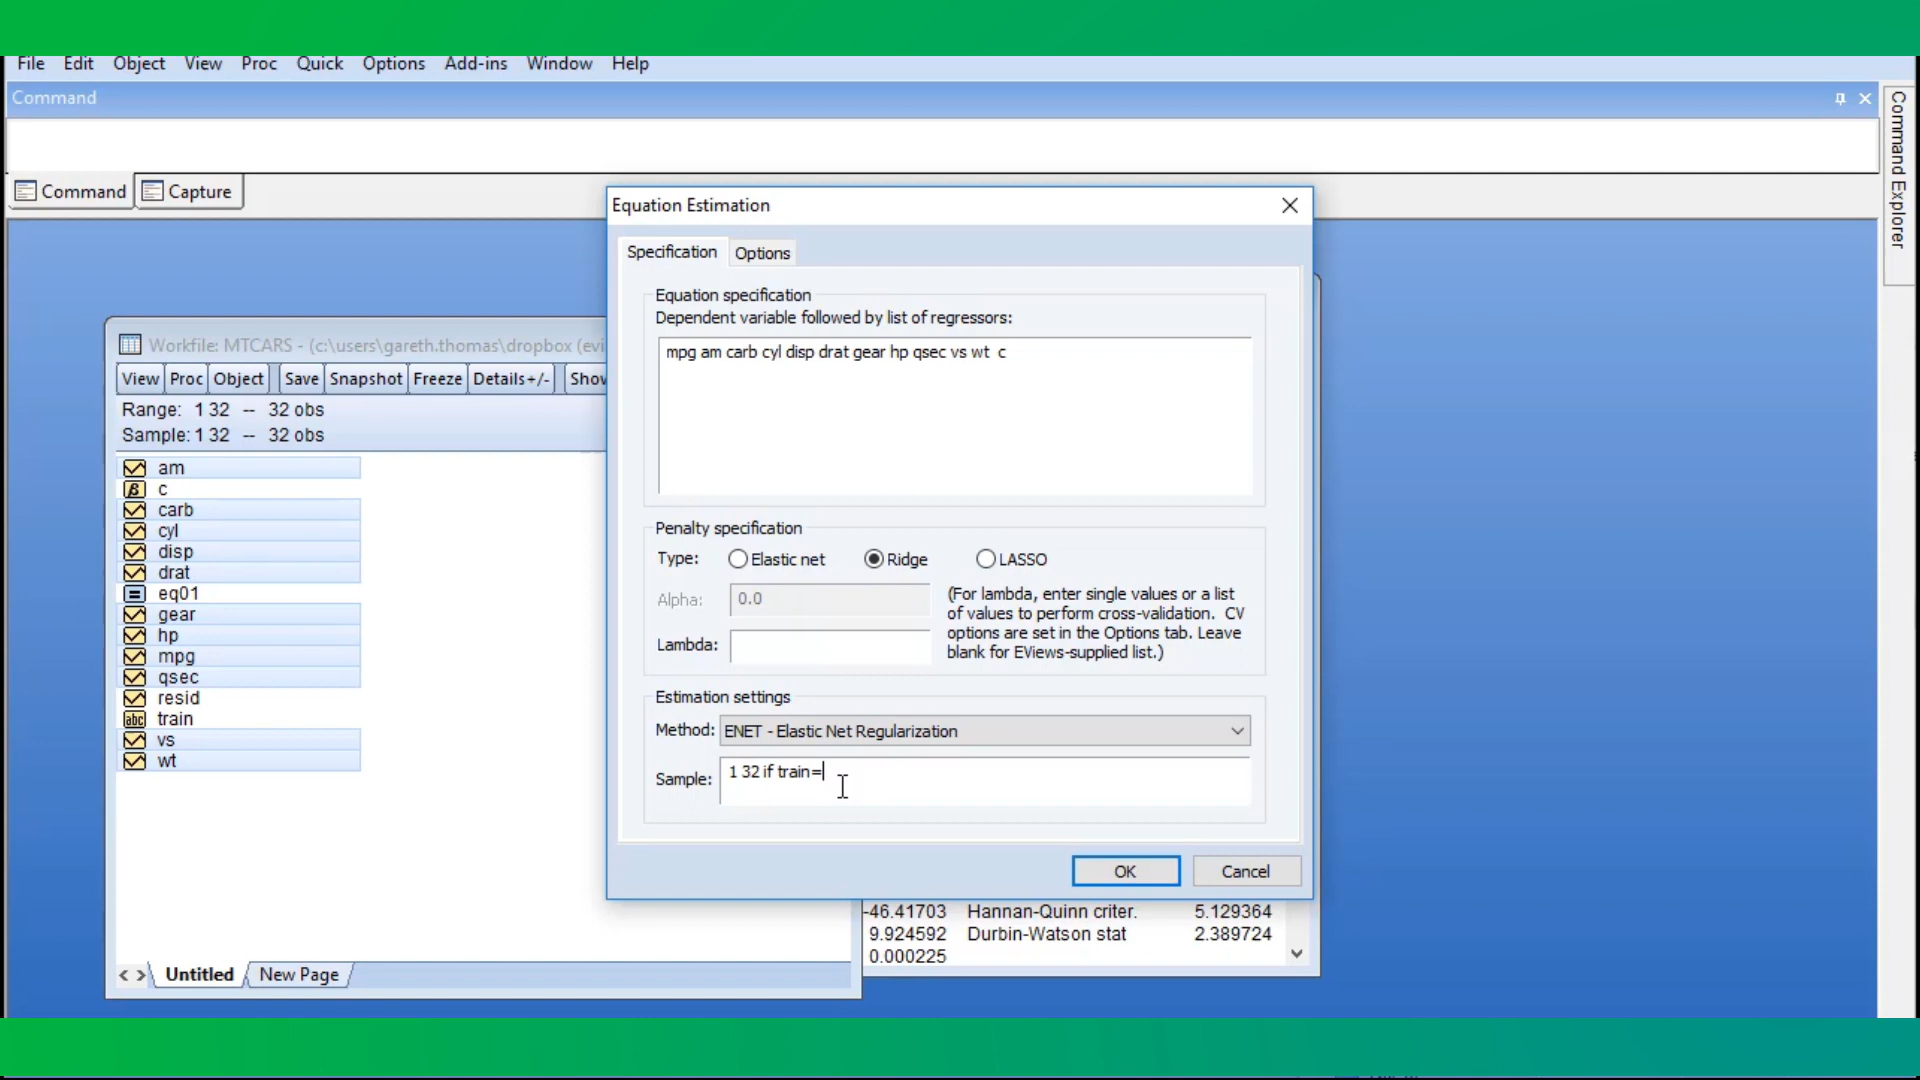 File Edit Object View Proc Quick Options Add-ins Window Help
Command
Command Explorer
Command Capture
Equation Estimation
Specification Options
Equation specification
Dependent variable followed by list of regressors:
mpg am carb cyl disp drat gear hp qsec vs wt c
Penalty specification
Type: Elastic net Ridge LASSO
Alpha: 0.0
Lambda:
(For lambda, enter single values or a list
of values to perform cross-validation. CV
options are set in the Options tab. Leave
blank for EViews-supplied list.)
Estimation settings
Method: ENET - Elastic Net Regularization
Sample: 1 32 if train=
OK Cancel
Workfile: MTCARS - (c:\users\gareth.thomas\dropbox (evi
View Proc Object Save Snapshot Freeze Details+/- Show
Range: 1 32 -- 32 obs
Sample: 1 32 -- 32 obs
am
β c
carb
cyl
disp
drat
= eq01
gear
hp
mpg
qsec
resid
abc train
vs
wt
< > Untitled New Page
-46.41703 Hannan-Quinn criter. 5.129364
9.924592 Durbin-Watson stat 2.389724
0.000225